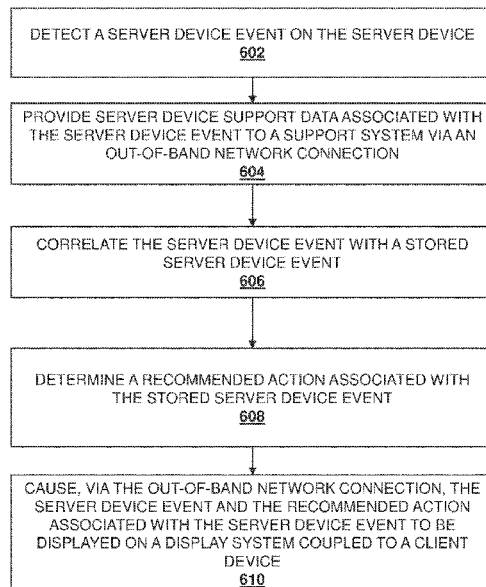 DETECT A SERVER DEVICE EVENT ON THE SERVER DEVICE
602
PROVIDE SERVER DEVICE SUPPORT DATA ASSOCIATED WITH
THE SERVER DEVICE EVENT TO A SUPPORT SYSTEM VIA AN
OUT-OF-BAND NETWORK CONNECTION
604
CORRELATE THE SERVER DEVICE EVENT WITH A STORED
SERVER DEVICE EVENT
606
DETERMINE A RECOMMENDED ACTION ASSOCIATED WITH
THE STORED SERVER DEVICE EVENT
608
CAUSE, VIA THE OUT-OF-BAND NETWORK CONNECTION, THE
SERVER DEVICE EVENT AND THE RECOMMENDED ACTION
ASSOCIATED WITH THE SERVER DEVICE EVENT TO BE
DISPLAYED ON A DISPLAY SYSTEM COUPLED TO A CLIENT
DEVICE
610